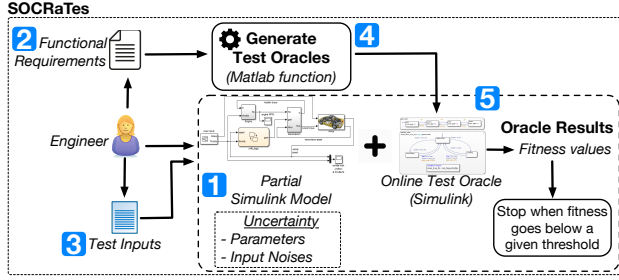 SOCRaTes
2 Functional
Requirements
Generate
Test Oracles
(Matlab function)
4
5
Engineer
Oracle Results
Fitness values
1
Partial
Simulink Model
Online Test Oracle
(Simulink)
3 Test Inputs
Uncertainty
- Parameters
- Input Noises
Stop when fitness
goes below a
given threshold